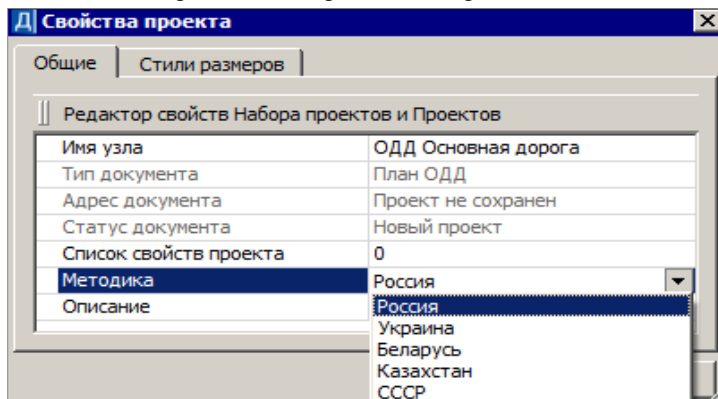 Д Свойства проекта
Общие Стили размеров
Редактор свойств Набора проектов и Проектов
Имя узла ОДД Основная дорога
Тип документа План ОДД
Адрес документа Проект не сохранен
Статус документа Новый проект
Список свойств проекта 0
Методика Россия
Описание Россия
Украина
Беларусь
Казахстан
СССР